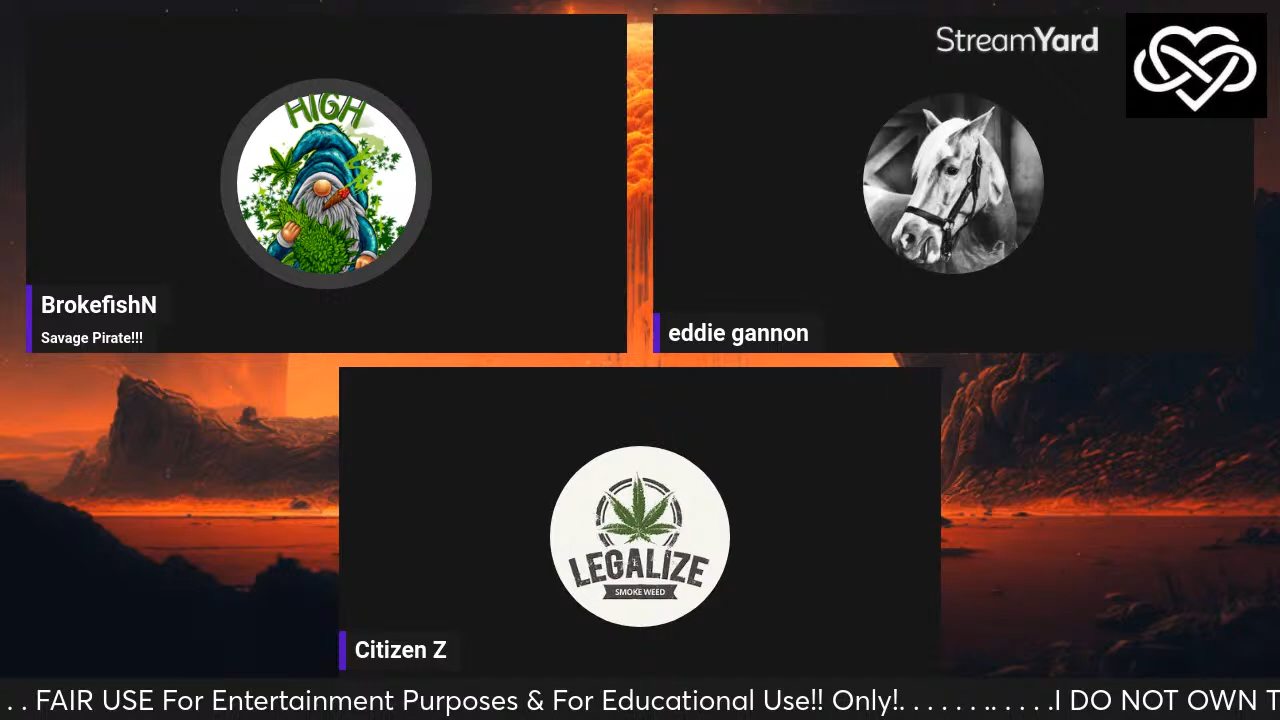 StreamYard
HIGH
BrokefishN
Savage Pirate!!!
eddie gannon
LEGALIZE
SMOKE WEED
Citizen Z
. . FAIR USE For Entertainment Purposes & For Educational Use!! Only!. . . . . . . .. . . . .I DO NOT OWN T